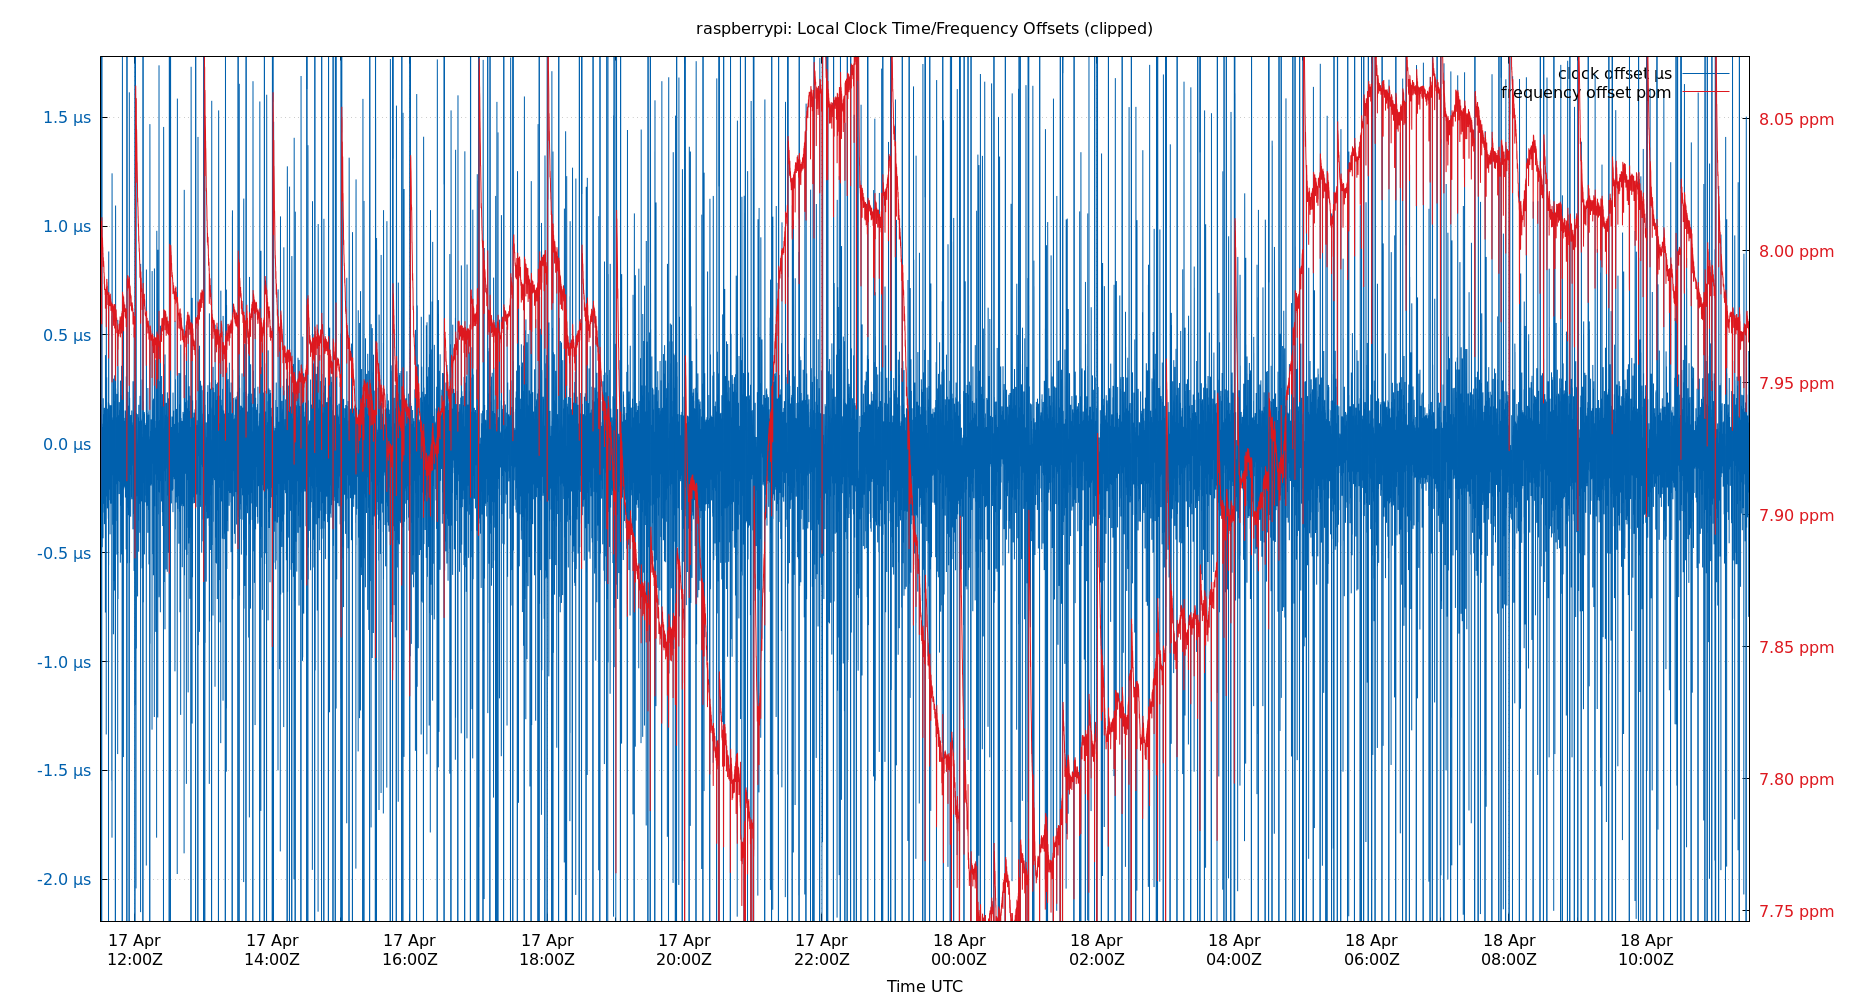 raspberrypi: Local Clock Time/Frequency Offsets (clipped)
clock offset μs
frequency offset ppm
1.5 μs
1.0 μs
0.5 μs
0.0 μs
-0.5 μs
-1.0 μs
-1.5 μs
-2.0 μs
8.05 ppm
8.00 ppm
7.95 ppm
7.90 ppm
7.85 ppm
7.80 ppm
7.75 ppm
17 Apr 17 Apr 17 Apr 17 Apr 17 Apr 17 Apr 18 Apr 18 Apr 18 Apr 18 Apr 18 Apr 18 Apr
12:00Z 14:00Z 16:00Z 18:00Z 20:00Z 22:00Z 00:00Z 02:00Z 04:00Z 06:00Z 08:00Z 10:00Z
Time UTC